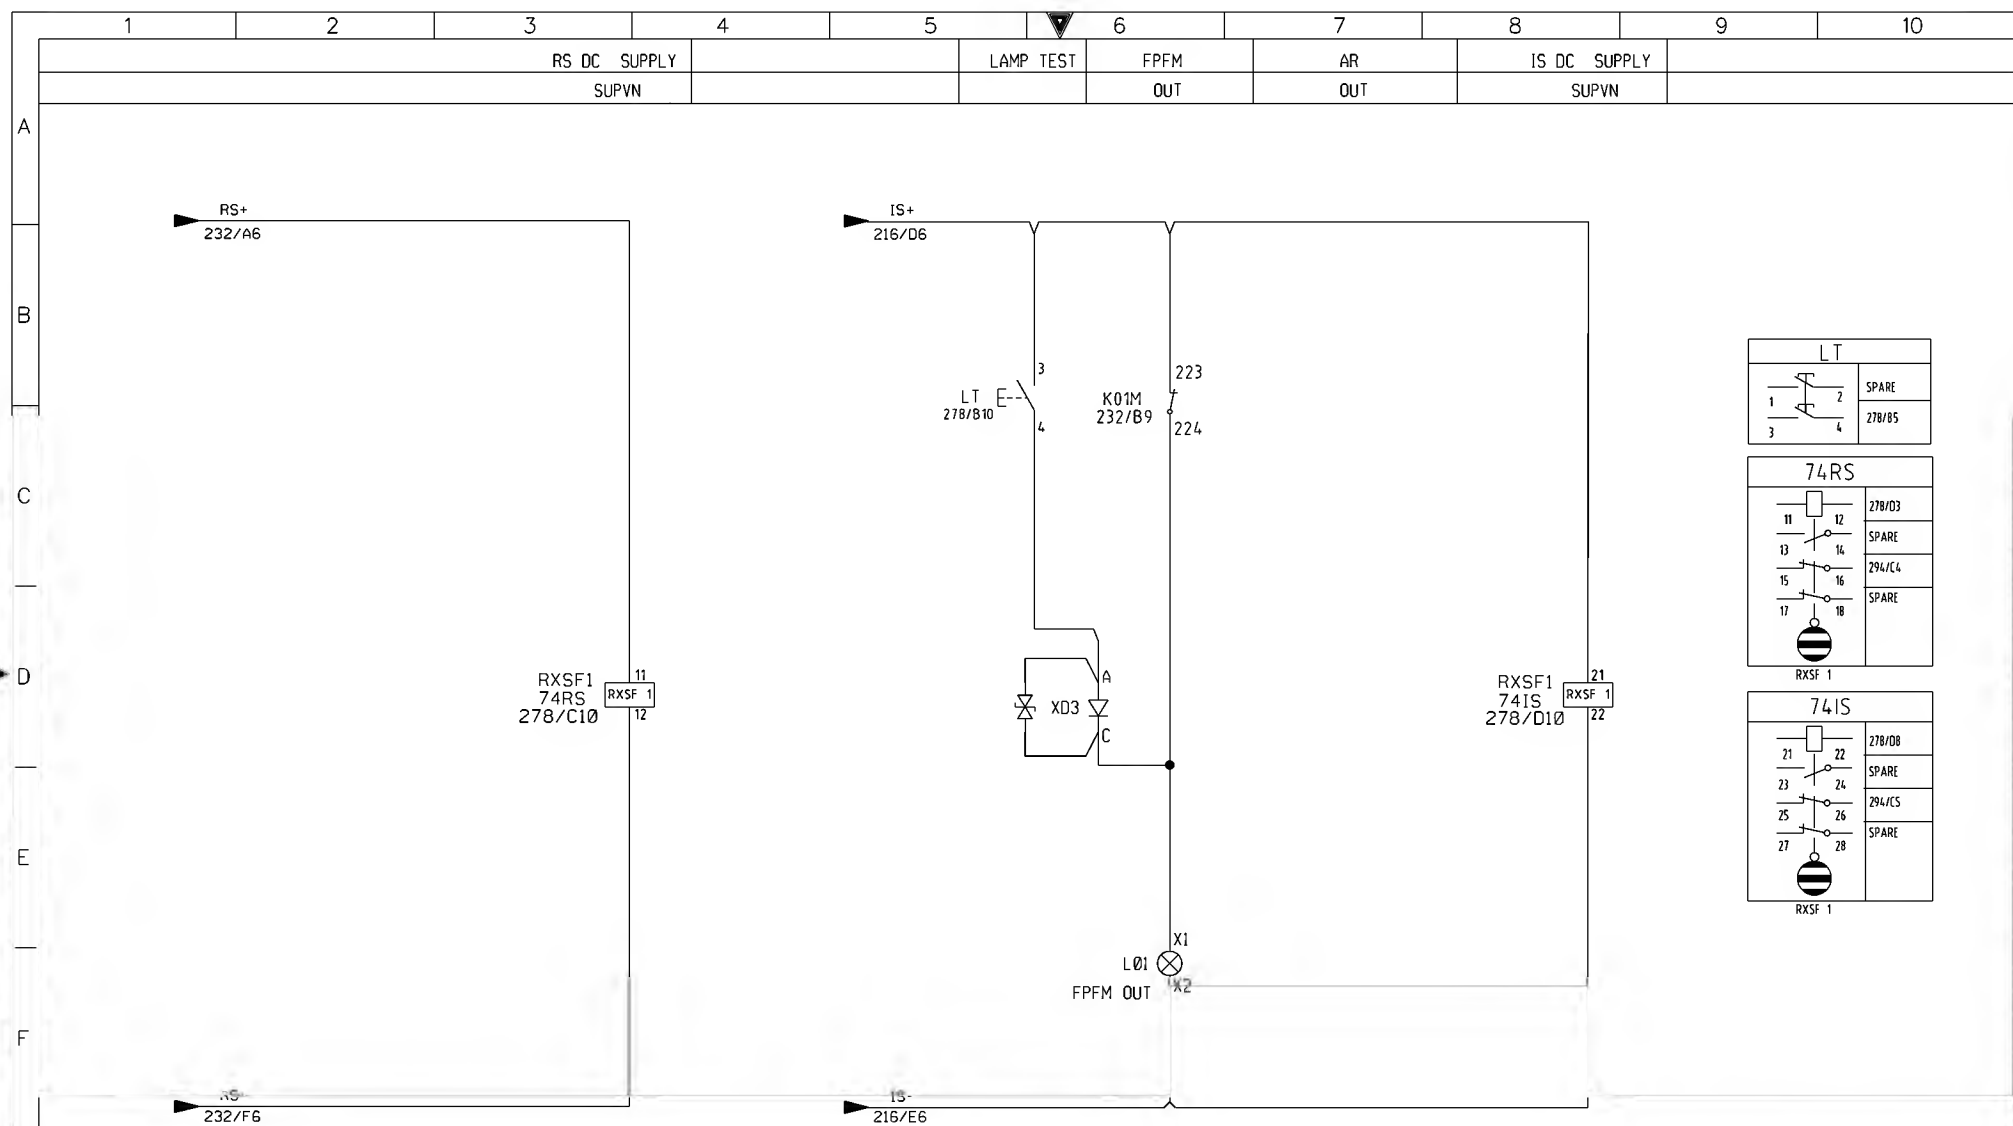 1 2 3 4 5 6 7 8 9 10
RS DC SUPPLY LAMP TEST FPFM AR IS DC SUPPLY
SUPVN OUT OUT SUPVN
A
B
C
D
E
F
RS+
232/A6
IS+
216/D6
3
LT
278/B10
4
223
K01M
232/B9
224
RXSF1
74RS
278/C10
11
RXSF 1
12
A
XD3
C
RXSF1
74IS
278/D10
21
RXSF 1
22
X1
LØ1
X2
FPFM OUT
RS-
232/F6
IS-
216/E6
LT
1 2 SPARE
3 4 278/B5
74RS
11 12 278/D3
13 14 SPARE
15 16 294/C4
17 18 SPARE
RXSF 1
74IS
21 22 278/D8
23 24 SPARE
25 26 294/C5
27 28 SPARE
RXSF 1